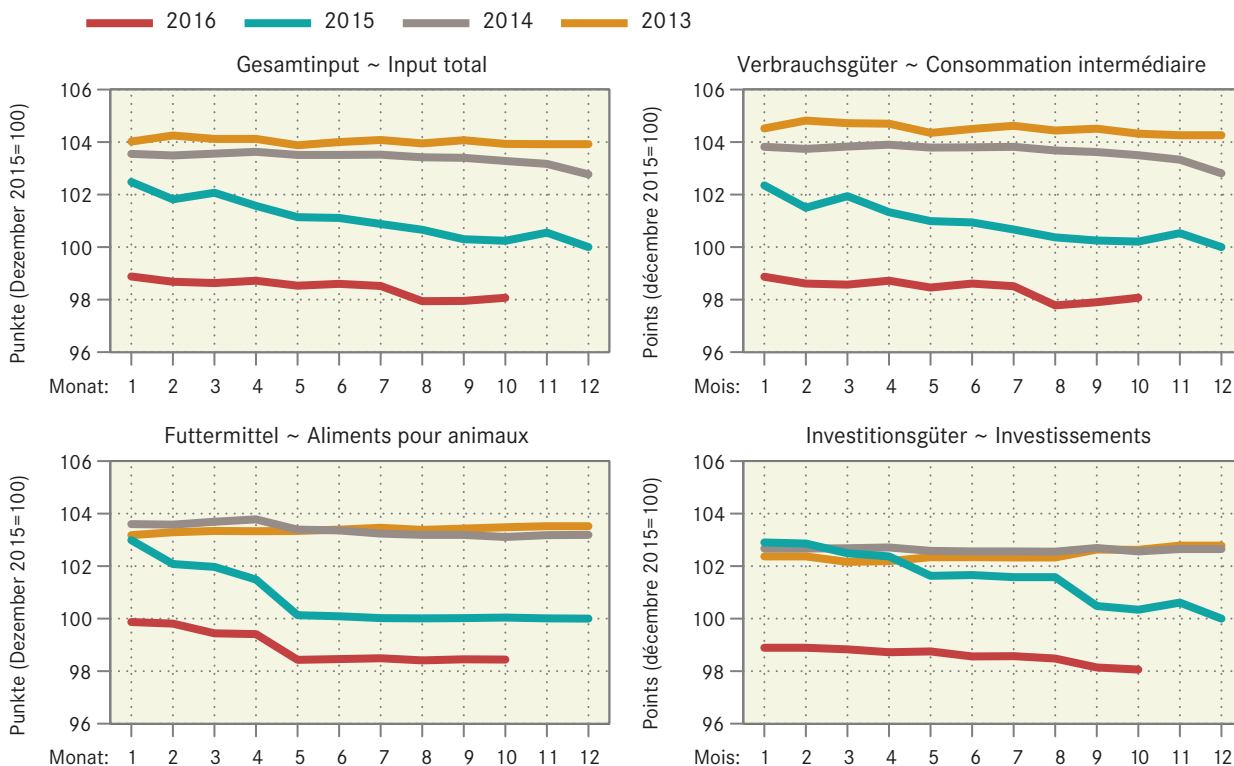 2016 2015 2014 2013
Gesamtinput ~ Input total
Punkte (Dezember 2015=100)
106
104
102
100
98
96
Monat: 1 2 3 4 5 6 7 8 9 10 11 12
Verbrauchsgüter ~ Consommation intermédiaire
Points (décembre 2015=100)
106
104
102
100
98
96
Mois: 1 2 3 4 5 6 7 8 9 10 11 12
Futtermittel ~ Aliments pour animaux
Punkte (Dezember 2015=100)
106
104
102
100
98
96
Monat: 1 2 3 4 5 6 7 8 9 10 11 12
Investitionsgüter ~ Investissements
Points (décembre 2015=100)
106
104
102
100
98
96
Mois: 1 2 3 4 5 6 7 8 9 10 11 12